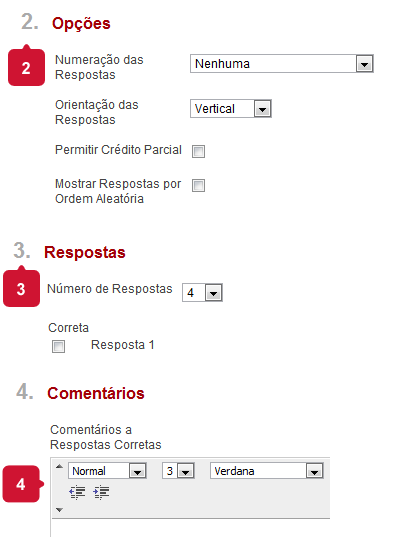 2. Opções
2
Numeração das
Respostas
Nenhuma
Orientação das
Respostas
Vertical
Permitir Crédito Parcial
Mostrar Respostas por
Ordem Aleatória
3. Respostas
3
Número de Respostas 4
Correta
Resposta 1
4. Comentários
Comentários a
Respostas Corretas
4
Normal 3 Verdana